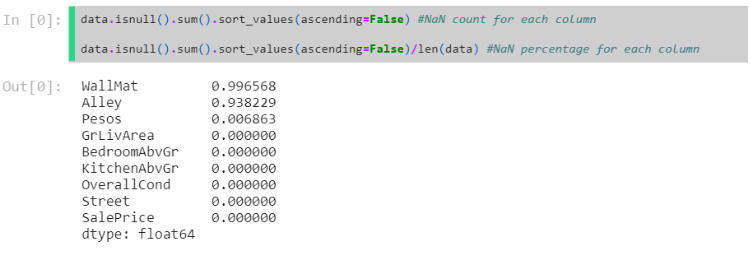 In [0]: data.isnull().sum().sort_values(ascending=False) #NaN count for each column
data.isnull().sum().sort_values(ascending=False)/len(data) #NaN percentage for each column
Out[0]: WallMat 0.996568
Alley 0.938229
Pesos 0.006863
GrLivArea 0.000000
BedroomAbvGr 0.000000
KitchenAbvGr 0.000000
OverallCond 0.000000
Street 0.000000
SalePrice 0.000000
dtype: float64